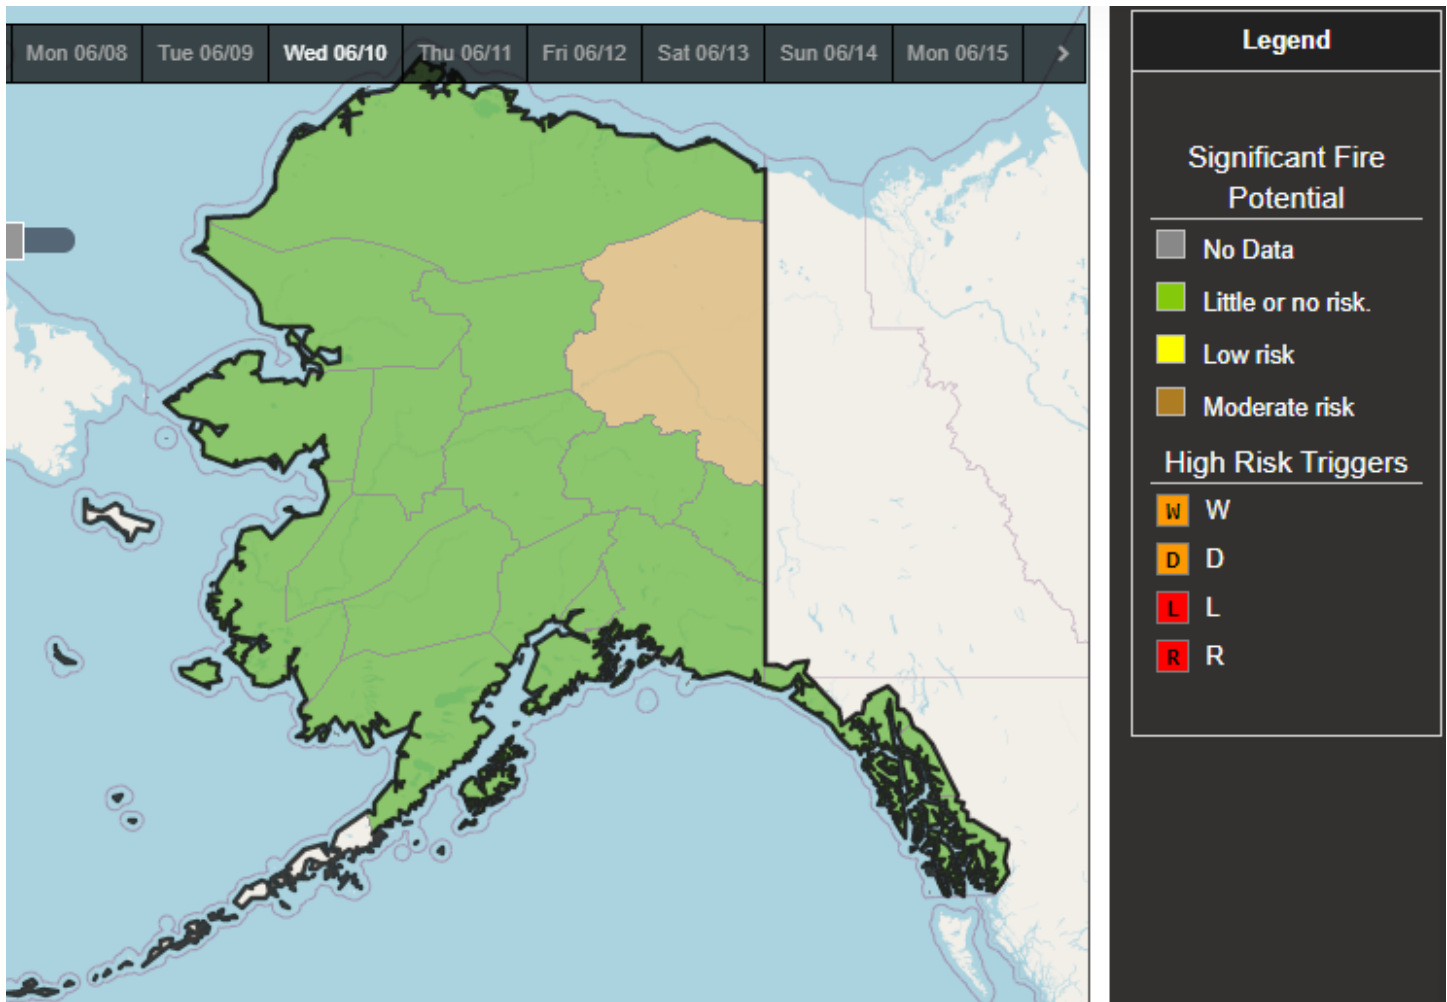 Mon 06/08 Tue 06/09 Wed 06/10 Thu 06/11 Fri 06/12 Sat 06/13 Sun 06/14 Mon 06/15 >
Legend
Significant Fire
Potential
No Data
Little or no risk.
Low risk
Moderate risk
High Risk Triggers
W W
D D
L L
R R